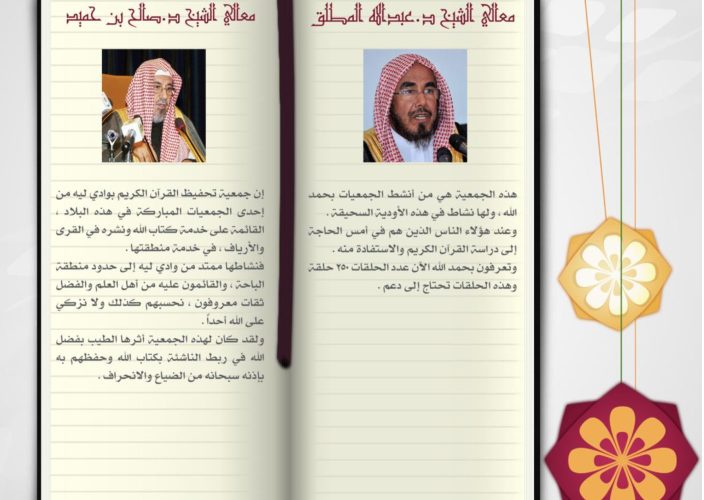 معالي الشيخ د.عبدالله المطلق
هذه الجمعية هي من أنشط الجمعيات بحمد
الله ، ولها نشاط في هذه الأودية السحيقة .
وعند هؤلاء الناس الذين هم في أمس الحاجة
إلى دراسة القرآن الكريم والاستفادة منه .
وتعرفون بحمد الله الأن عدد الحلقات ٢٥٠ حلقة
وهذه الحلقات تحتاج إلى دعم .
معالي الشيخ د.صالح بن حميد
إن جمعية تحفيظ القرآن الكريم بوادي ليه من
إحدى الجمعيات المباركة في هذه البلاد ،
القائمة على خدمة كتاب الله ونشره في القرى
والأرياف ، في خدمة منطقتها .
فنشاطها ممتد من وادي ليه إلى حدود منطقة
الباحة ، والقائمون عليه من أهل العلم والفضل
ثقات معروفون ، نحسبهم كذلك ولا نزكي
على الله أحداً .
ولقد كان لهذه الجمعية أثرها الطيب بفضل
الله في ربط الناشئة بكتاب الله وحفظهم به
بإذنه سبحانه من الضياع والانحراف .